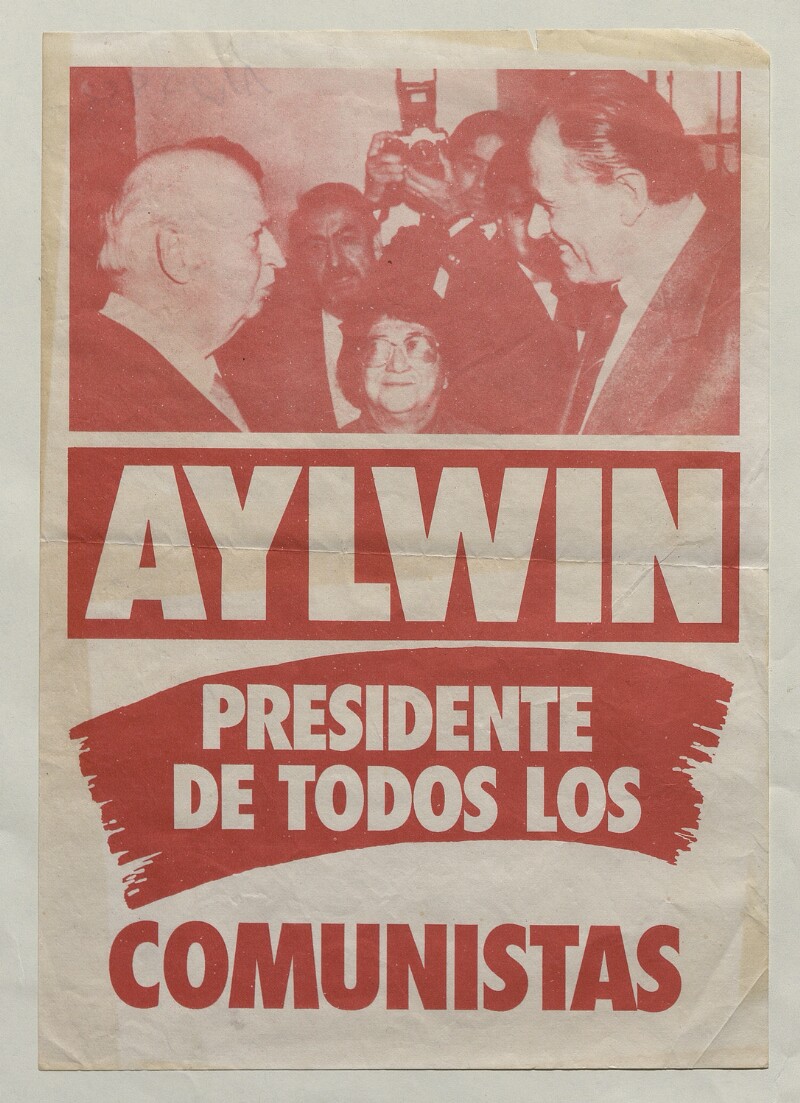 AYLWIN
PRESIDENTE
DE TODOS LOS
COMUNISTAS